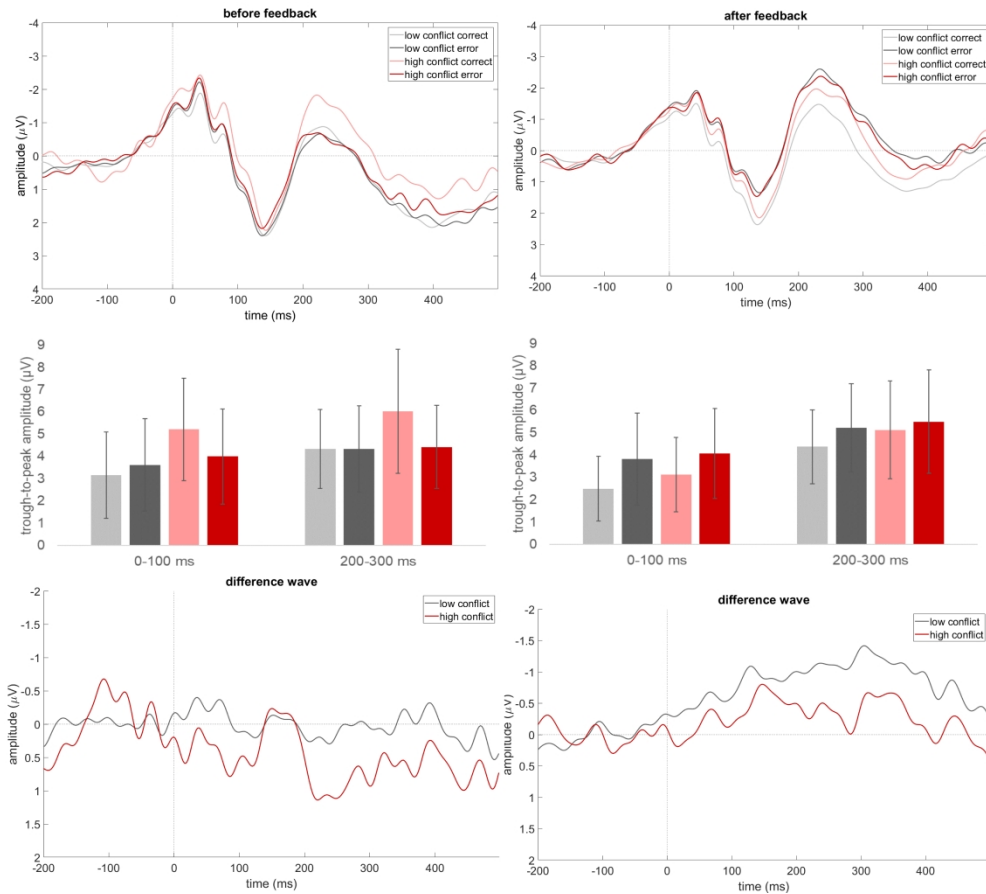 before feedback
-4
-3
-2
-1
0
1
2
3
4
amplitude (µV)
low conflict correct
low conflict error
high conflict correct
high conflict error
-200
-100
0
100
200
300
400
time (ms)
after feedback
-4
-3
-2
-1
0
1
2
3
4
amplitude (µV)
low conflict correct
low conflict error
high conflict correct
high conflict error
-200
-100
0
100
200
300
400
500
time (ms)
9
8
7
6
5
4
3
2
1
0
trough-to-peak amplitude (µV)
0-100 ms
200-300 ms
9
8
7
6
5
4
3
2
1
0
trough-to-peak amplitude (µV)
0-100 ms
200-300 ms
difference wave
-2
-1.5
-1
-0.5
0
0.5
1
1.5
2
amplitude (µV)
low conflict
high conflict
-200
-100
0
100
200
300
400
time (ms)
difference wave
-2
-1.5
-1
-0.5
0
0.5
1
1.5
2
amplitude (µV)
low conflict
high conflict
-200
-100
0
100
200
300
400
500
time (ms)